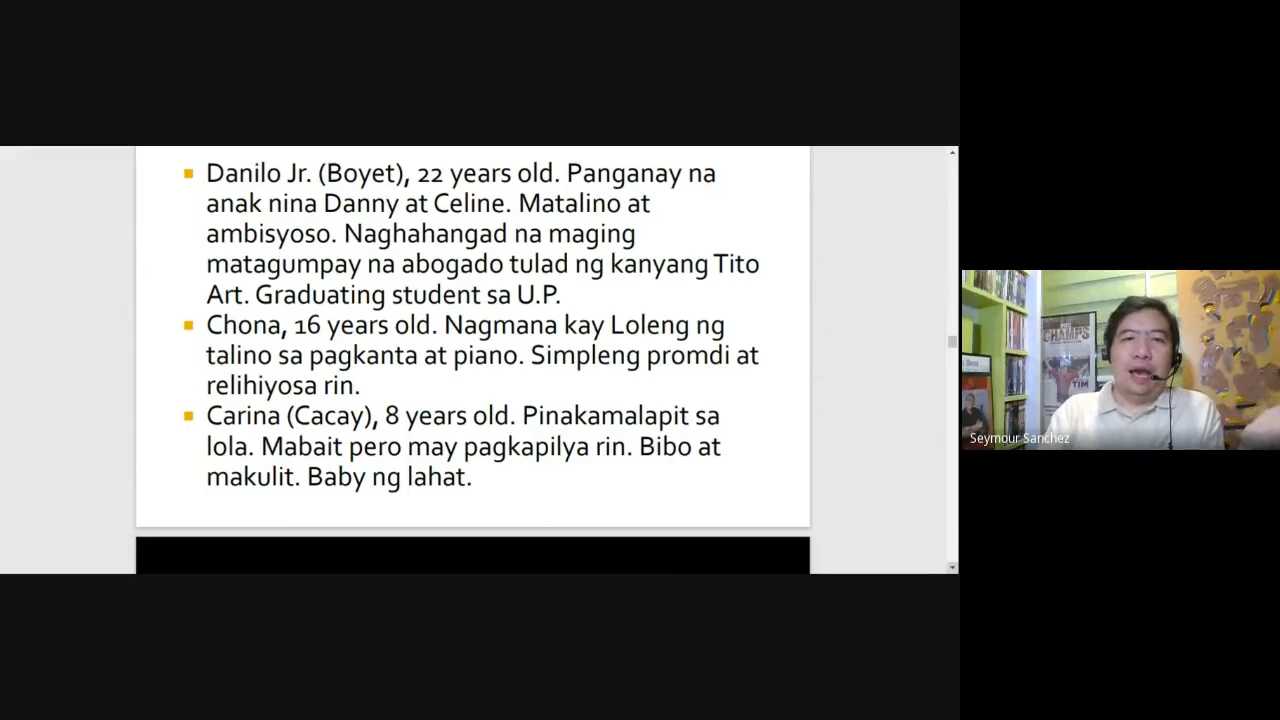 Danilo Jr. (Boyet), 22 years old. Panganay na
anak nina Danny at Celine. Matalino at
ambisyoso. Naghahangad na maging
matagumpay na abogado tulad ng kanyang Tito
Art. Graduating student sa U.P.
Chona, 16 years old. Nagmana kay Loleng ng
talino sa pagkanta at piano. Simpleng promdi at
relihiyosa rin.
Carina (Cacay), 8 years old. Pinakamalapit sa
lola. Mabait pero may pagkapilya rin. Bibo at
makulit. Baby ng lahat.
CHAMPS
TIM
Seymour Sanchez